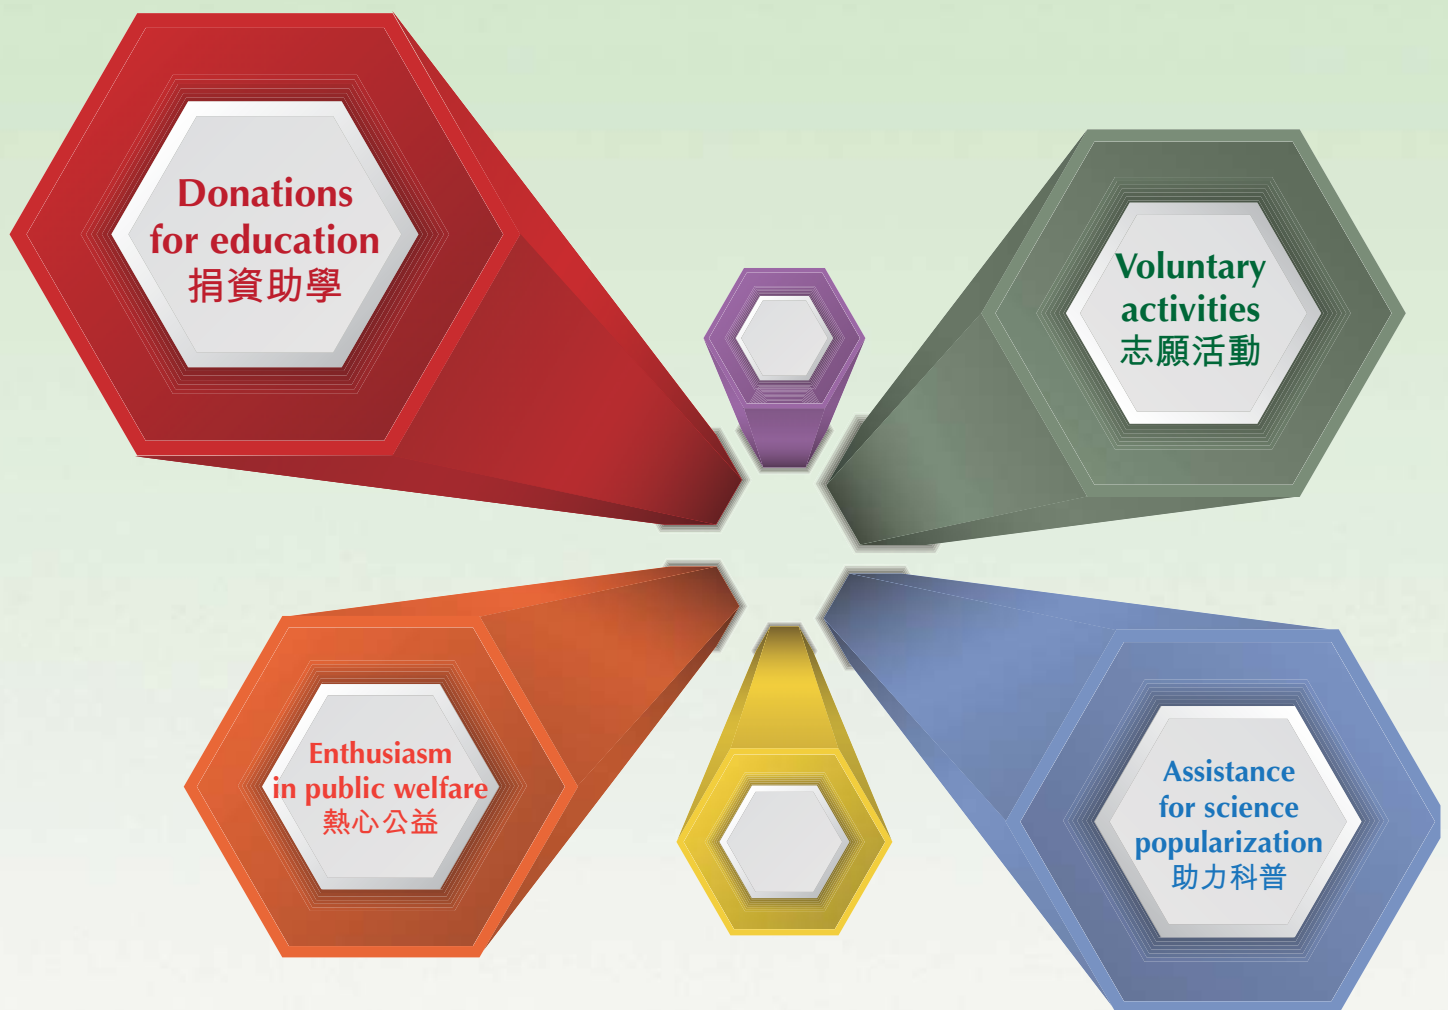 Donations
for education
捐資助學
Voluntary
activities
志願活動
Enthusiasm
in public welfare
熱心公益
Assistance
for science
popularization
助力科普